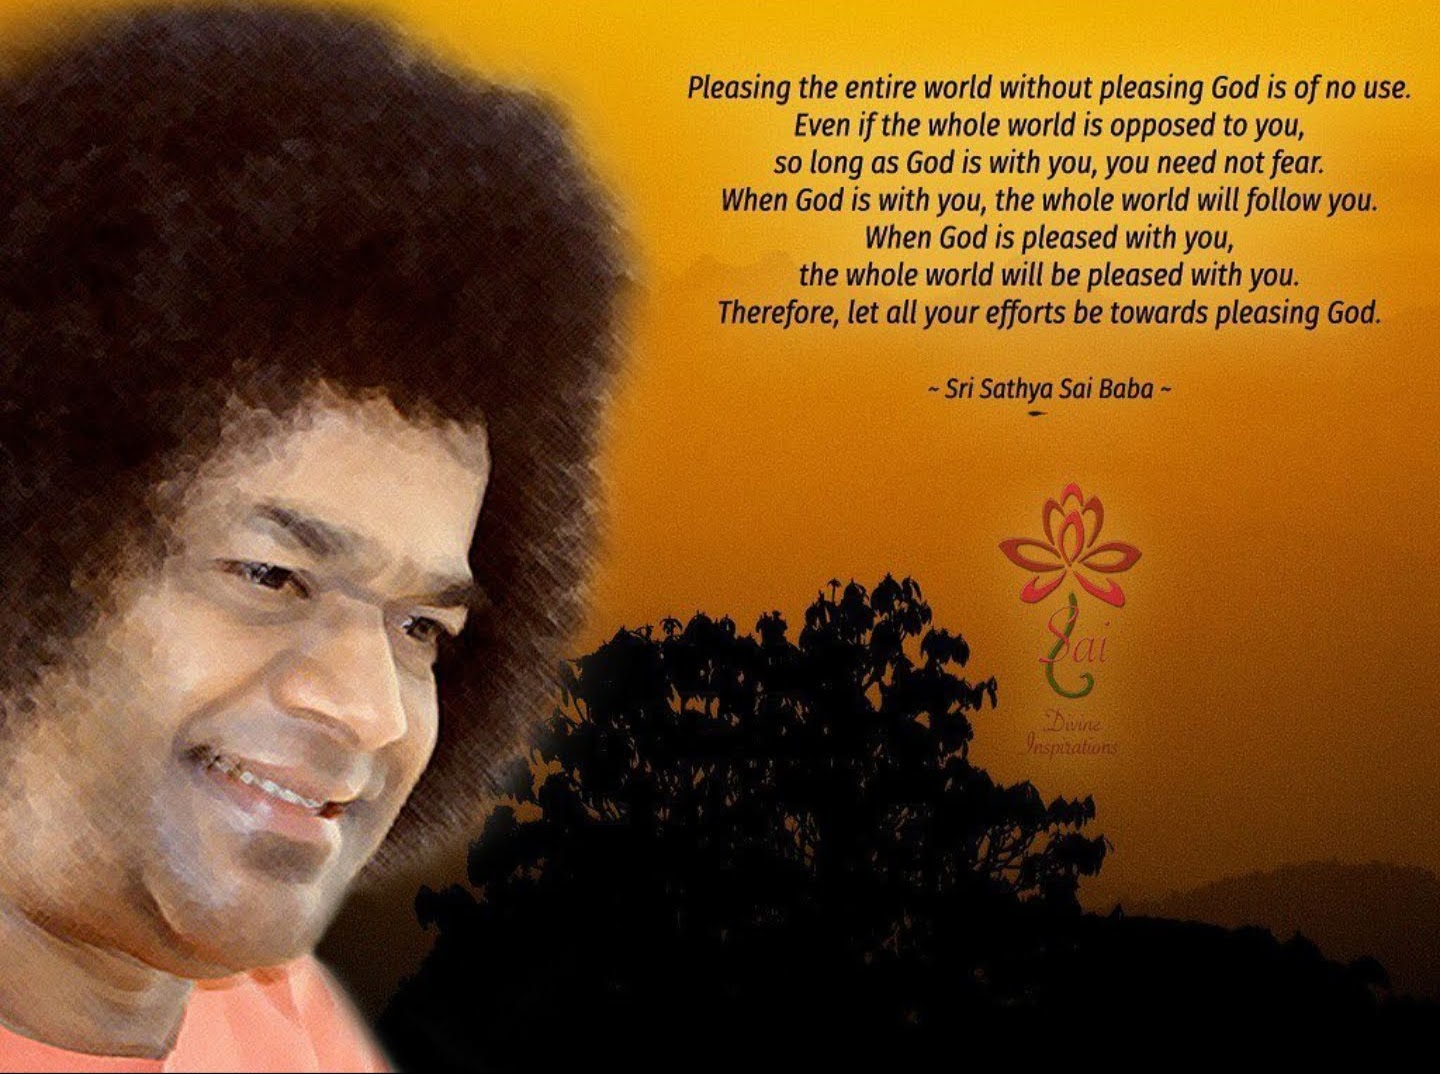 Pleasing the entire world without pleasing God is of no use.
Even if the whole world is opposed to you,
so long as God is with you, you need not fear.
When God is with you, the whole world will follow you.
When God is pleased with you,
the whole world will be pleased with you.
Therefore, let all your efforts be towards pleasing God.
~ Sri Sathya Sai Baba ~
Sai
Divine
Inspirations